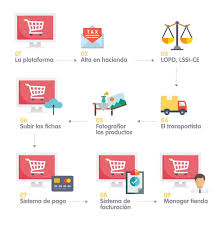 TAX
01
La plataforma
02
Alta en hacienda
03
LOPD, LSSI-CE
06
Subir las fichas
05
Fotografiar
los productos
04
El transportista
07
Sistema de pago
08
Sistema de
facturación
09
Manager tienda